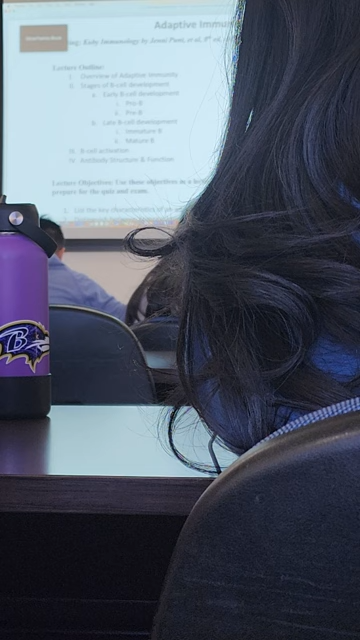 Adaptive Immun
ing: Kuby Immunology by Jenni Punt, et al, 8th ed.
Lecture Outline:
I. Overview of Adaptive Immunity
II. Stages of B-cell development
a. Early B-cell development
i. Pro-B
ii. Pre-B
b. Late B-cell development
i. Immature B
ii. Mature B
III. B-cell activation
IV. Antibody Structure & Function
Lecture Objectives: Use these objectives in a
prepare for the quiz and exam.
1. List the key characteristics of
B